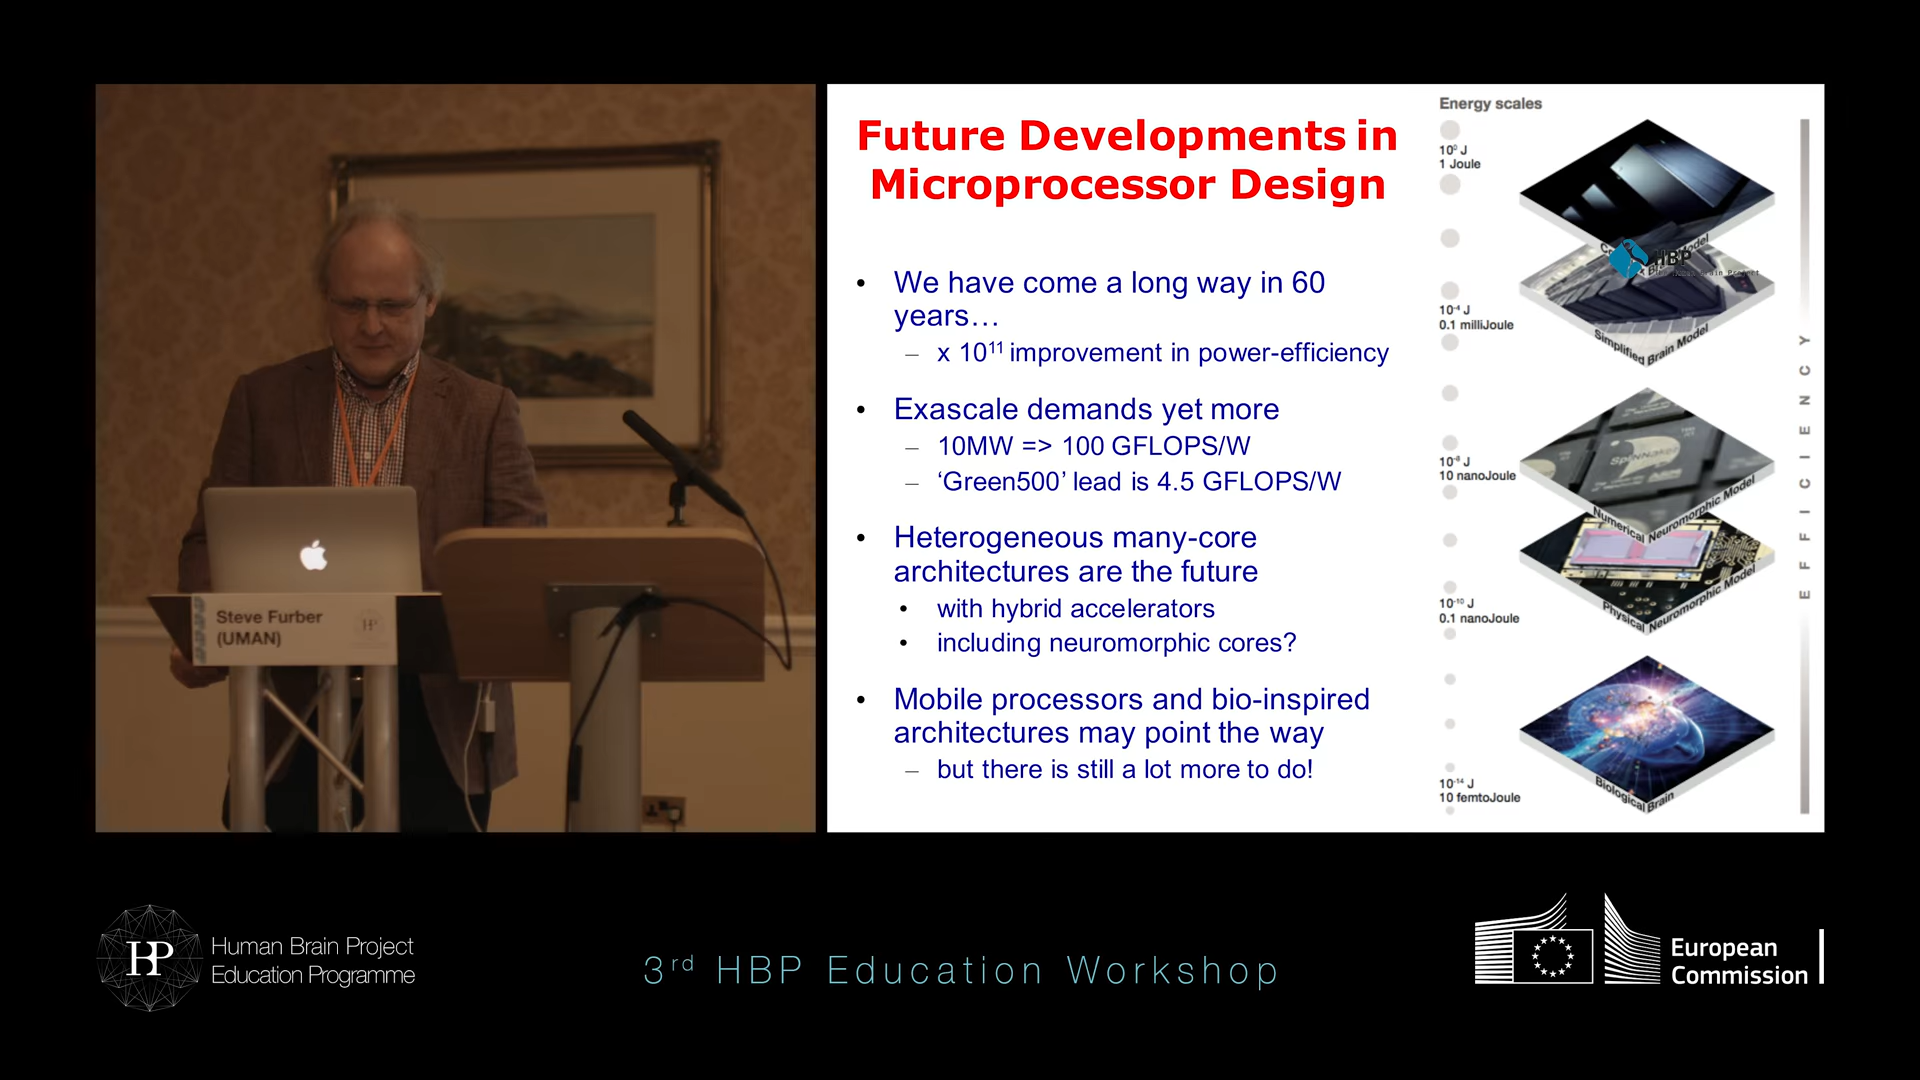 Steve Furber
(UMAN)
Future Developments in
Microprocessor Design
• We have come a long way in 60
years…
– x 10¹¹ improvement in power-efficiency
• Exascale demands yet more
– 10MW => 100 GFLOPS/W
– ‘Green500’ lead is 4.5 GFLOPS/W
• Heterogeneous many-core
architectures are the future
• with hybrid accelerators
• including neuromorphic cores?
• Mobile processors and bio-inspired
architectures may point the way
– but there is still a lot more to do!
Energy scales
10⁰ J
1 Joule
10⁻⁴ J
0.1 milliJoule
10⁻⁸ J
10 nanoJoule
10⁻¹⁰ J
0.1 nanoJoule
10⁻¹⁴ J
10 femtoJoule
Model
HBP
Simplified Brain Model
SpiNNaker
Numerical Neuromorphic Model
Physical Neuromorphic Model
Biological Brain
EFFICIENCY
HP
Human Brain Project
Education Programme
3rd HBP Education Workshop
European
Commission